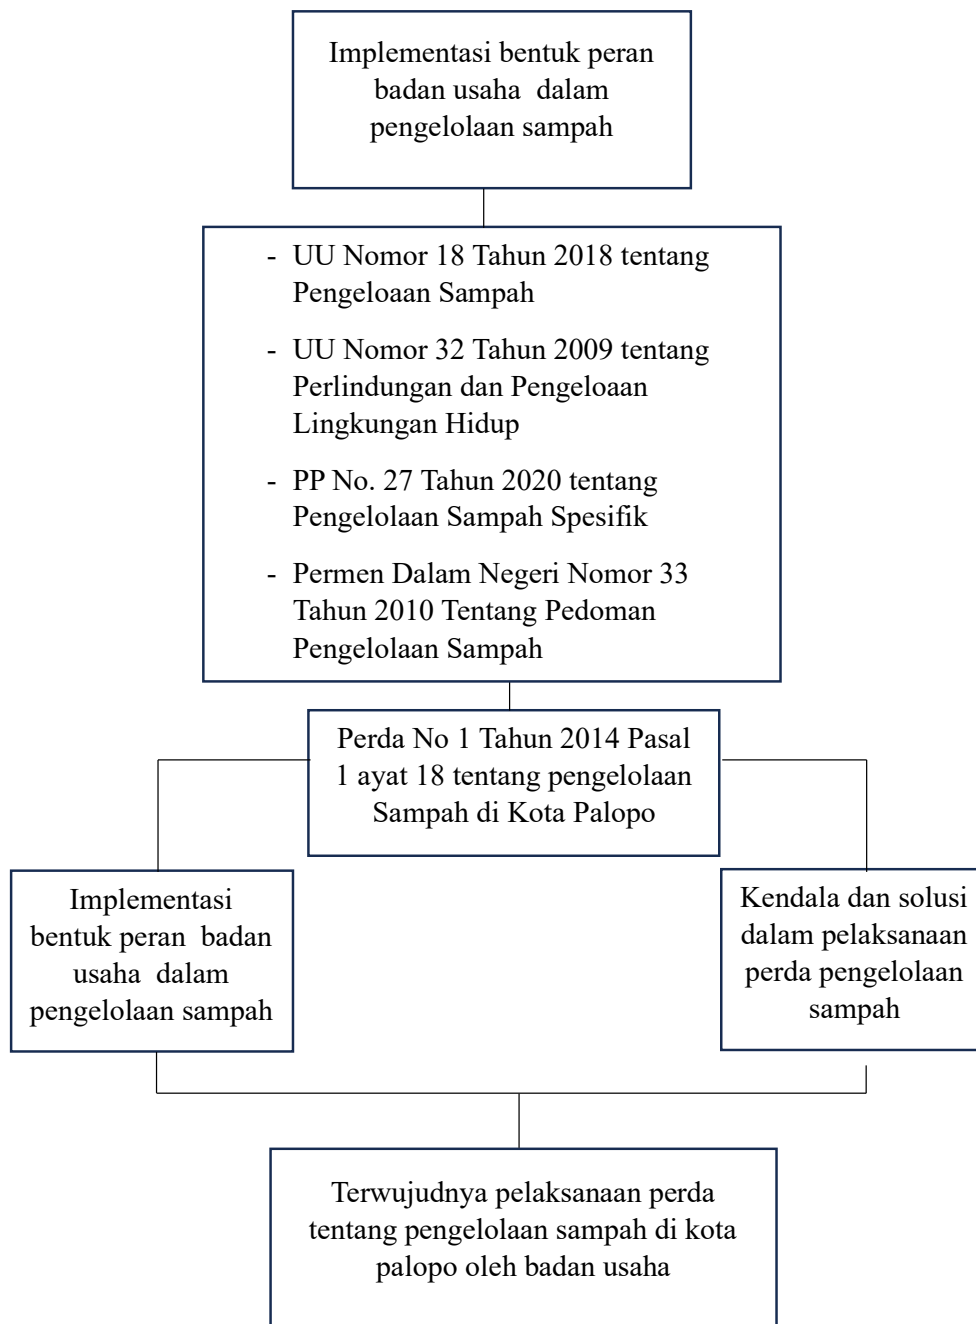 Implementasi bentuk peran
badan usaha dalam
pengelolaan sampah
- UU Nomor 18 Tahun 2018 tentang
Pengeloaan Sampah
- UU Nomor 32 Tahun 2009 tentang
Perlindungan dan Pengeloaan
Lingkungan Hidup
- PP No. 27 Tahun 2020 tentang
Pengelolaan Sampah Spesifik
- Permen Dalam Negeri Nomor 33
Tahun 2010 Tentang Pedoman
Pengelolaan Sampah
Perda No 1 Tahun 2014 Pasal
1 ayat 18 tentang pengelolaan
Sampah di Kota Palopo
Implementasi
bentuk peran badan
usaha dalam
pengelolaan sampah
Kendala dan solusi
dalam pelaksanaan
perda pengelolaan
sampah
Terwujudnya pelaksanaan perda
tentang pengelolaan sampah di kota
palopo oleh badan usaha